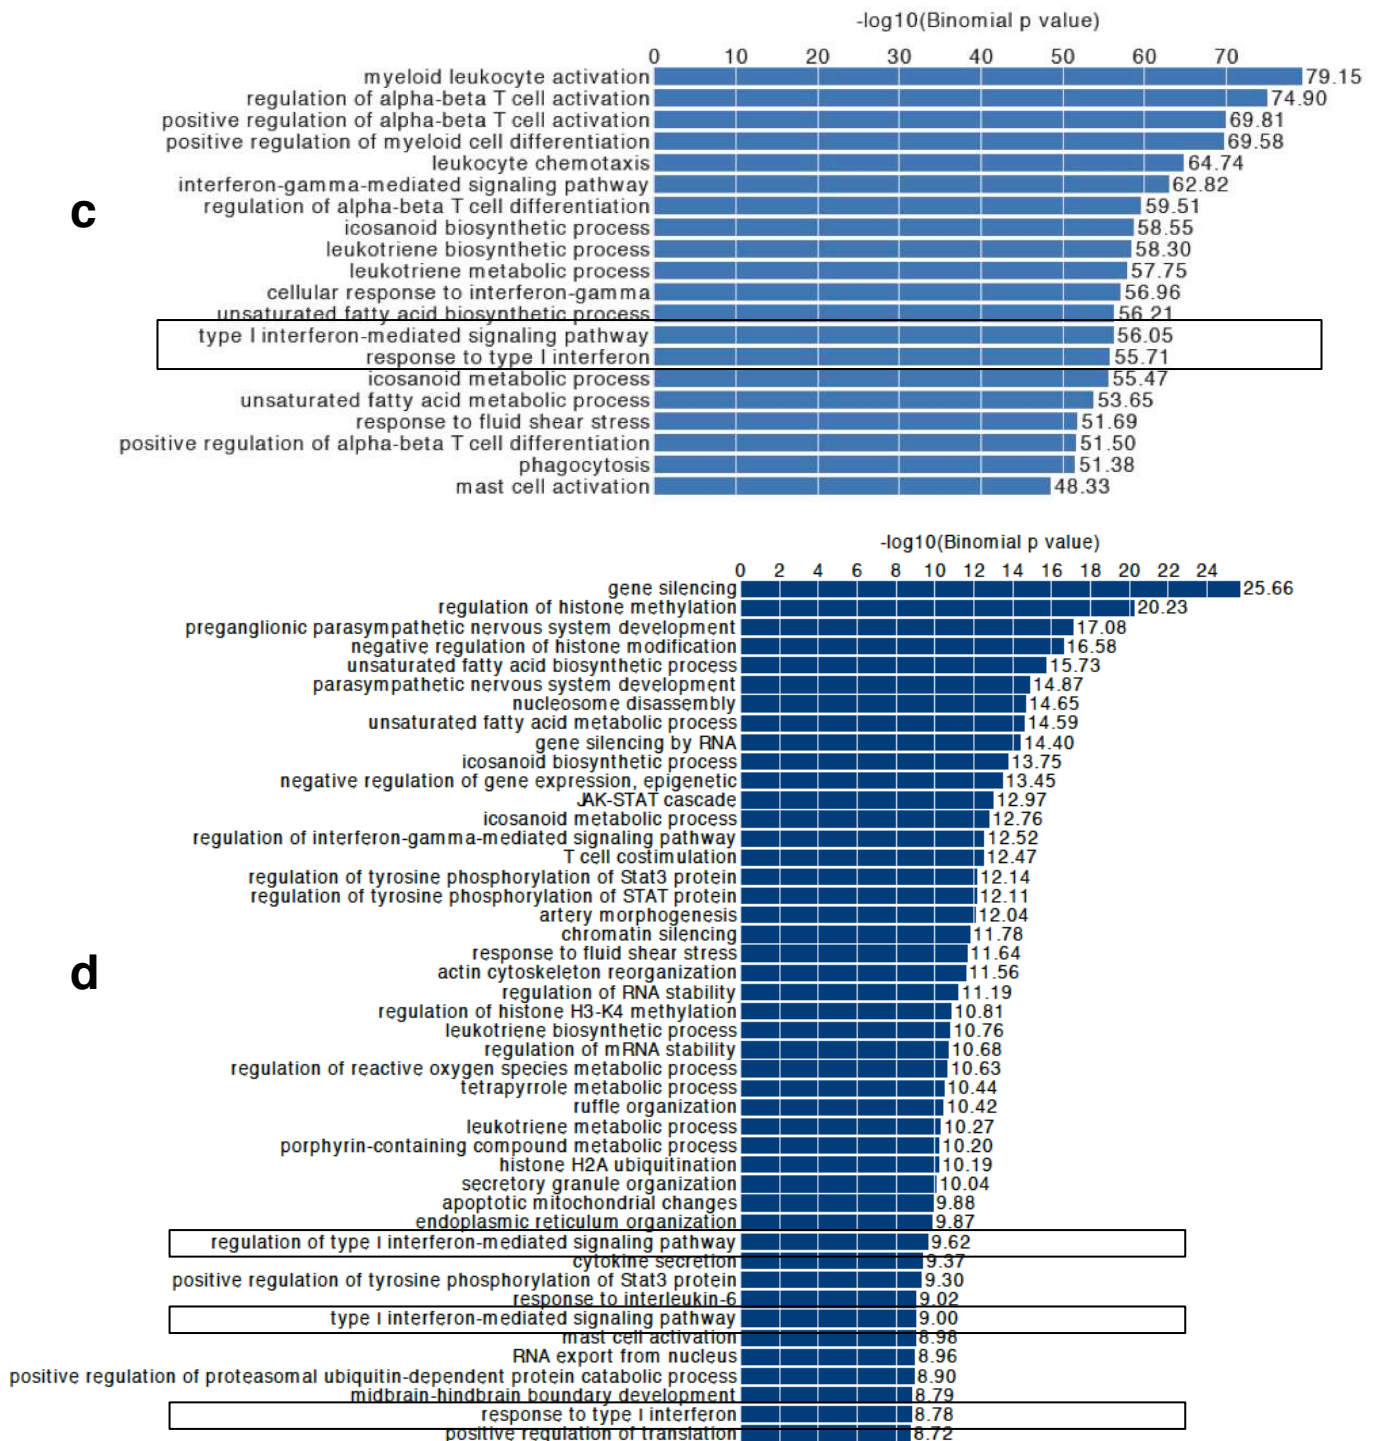 -log10(Binomial p value)
0 10 20 30 40 50 60 70
myeloid leukocyte activation 79.15
regulation of alpha-beta T cell activation 74.90
positive regulation of alpha-beta T cell activation 69.81
positive regulation of myeloid cell differentiation 69.58
leukocyte chemotaxis 64.74
interferon-gamma-mediated signaling pathway 62.82
c
regulation of alpha-beta T cell differentiation 59.51
icosanoid biosynthetic process 58.55
leukotriene biosynthetic process 58.30
leukotriene metabolic process 57.75
cellular response to interferon-gamma 56.96
unsaturated fatty acid biosynthetic process 56.21
type I interferon-mediated signaling pathway 56.05
response to type I interferon 55.71
icosanoid metabolic process 55.47
unsaturated fatty acid metabolic process 53.65
response to fluid shear stress 51.69
positive regulation of alpha-beta T cell differentiation 51.50
phagocytosis 51.38
mast cell activation 48.33
-log10(Binomial p value)
0 2 4 6 8 10 12 14 16 18 20 22 24
gene silencing 25.66
regulation of histone methylation 20.23
preganglionic parasympathetic nervous system development 17.08
negative regulation of histone modification 16.58
unsaturated fatty acid biosynthetic process 15.73
parasympathetic nervous system development 14.87
nucleosome disassembly 14.65
unsaturated fatty acid metabolic process 14.59
gene silencing by RNA 14.40
icosanoid biosynthetic process 13.75
negative regulation of gene expression, epigenetic 13.45
JAK-STAT cascade 12.97
icosanoid metabolic process 12.76
regulation of interferon-gamma-mediated signaling pathway 12.52
T cell costimulation 12.47
regulation of tyrosine phosphorylation of Stat3 protein 12.14
regulation of tyrosine phosphorylation of STAT protein 12.11
artery morphogenesis 12.04
chromatin silencing 11.78
response to fluid shear stress 11.64
d
actin cytoskeleton reorganization 11.56
regulation of RNA stability 11.19
regulation of histone H3-K4 methylation 10.81
leukotriene biosynthetic process 10.76
regulation of mRNA stability 10.68
regulation of reactive oxygen species metabolic process 10.63
tetrapyrrole metabolic process 10.44
ruffle organization 10.42
leukotriene metabolic process 10.27
porphyrin-containing compound metabolic process 10.20
histone H2A ubiquitination 10.19
secretory granule organization 10.04
apoptotic mitochondrial changes 9.88
endoplasmic reticulum organization 9.87
regulation of type I interferon-mediated signaling pathway 9.62
cytokine secretion 9.37
positive regulation of tyrosine phosphorylation of Stat3 protein 9.30
response to interleukin-6 9.02
type I interferon-mediated signaling pathway 9.00
mast cell activation 8.98
RNA export from nucleus 8.96
positive regulation of proteasomal ubiquitin-dependent protein catabolic process 8.90
midbrain-hindbrain boundary development 8.79
response to type I interferon 8.78
positive regulation of translation 8.72